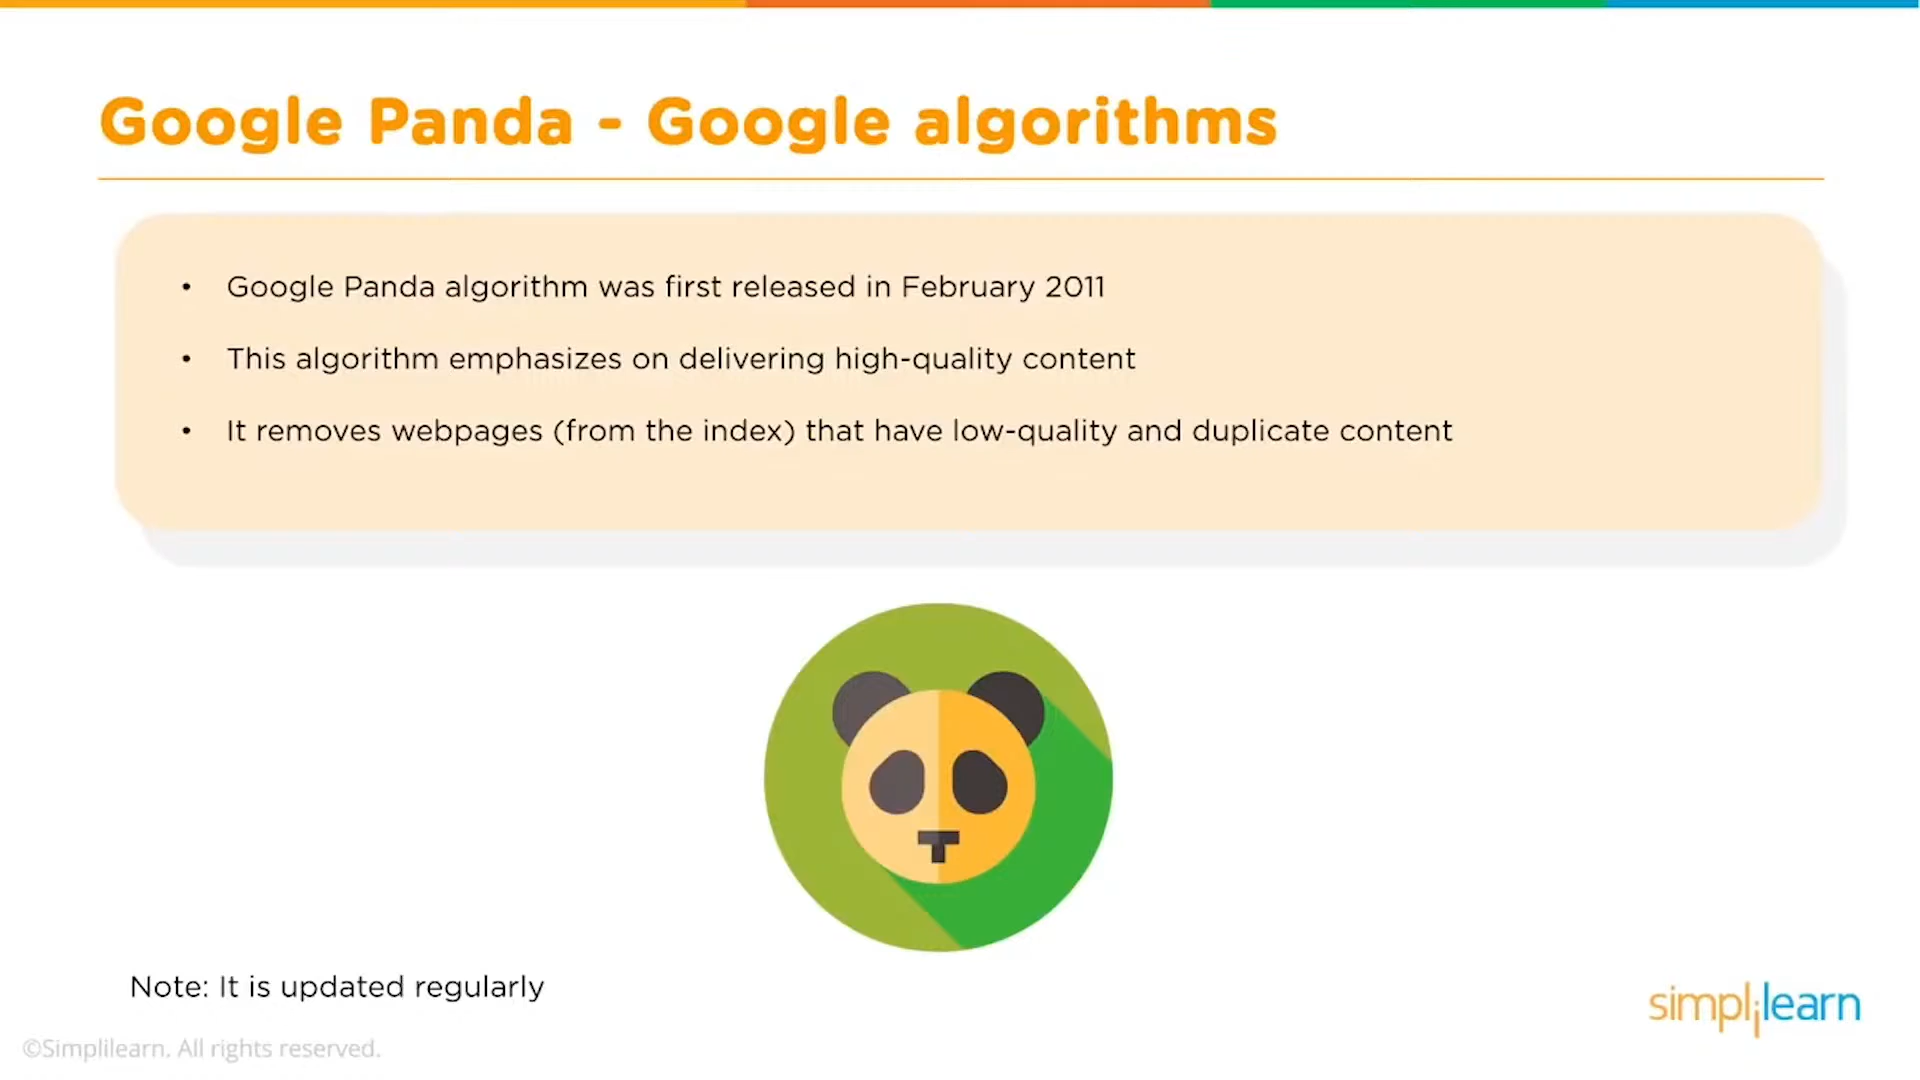 Google Panda - Google algorithms
• Google Panda algorithm was first released in February 2011
• This algorithm emphasizes on delivering high-quality content
• It removes webpages (from the index) that have low-quality and duplicate content
Note: It is updated regularly
simplilearn
©Simplilearn. All rights reserved.